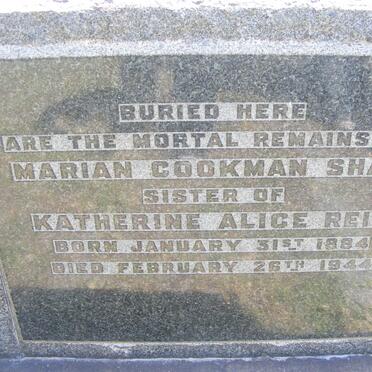 BURIED HERE
ARE THE MORTAL REMAINS
MARIAN COOKMAN SHA
SISTER OF
KATHERINE ALICE REI
BORN JANUARY 31ST 1884
DIED FEBRUARY 26TH 1944